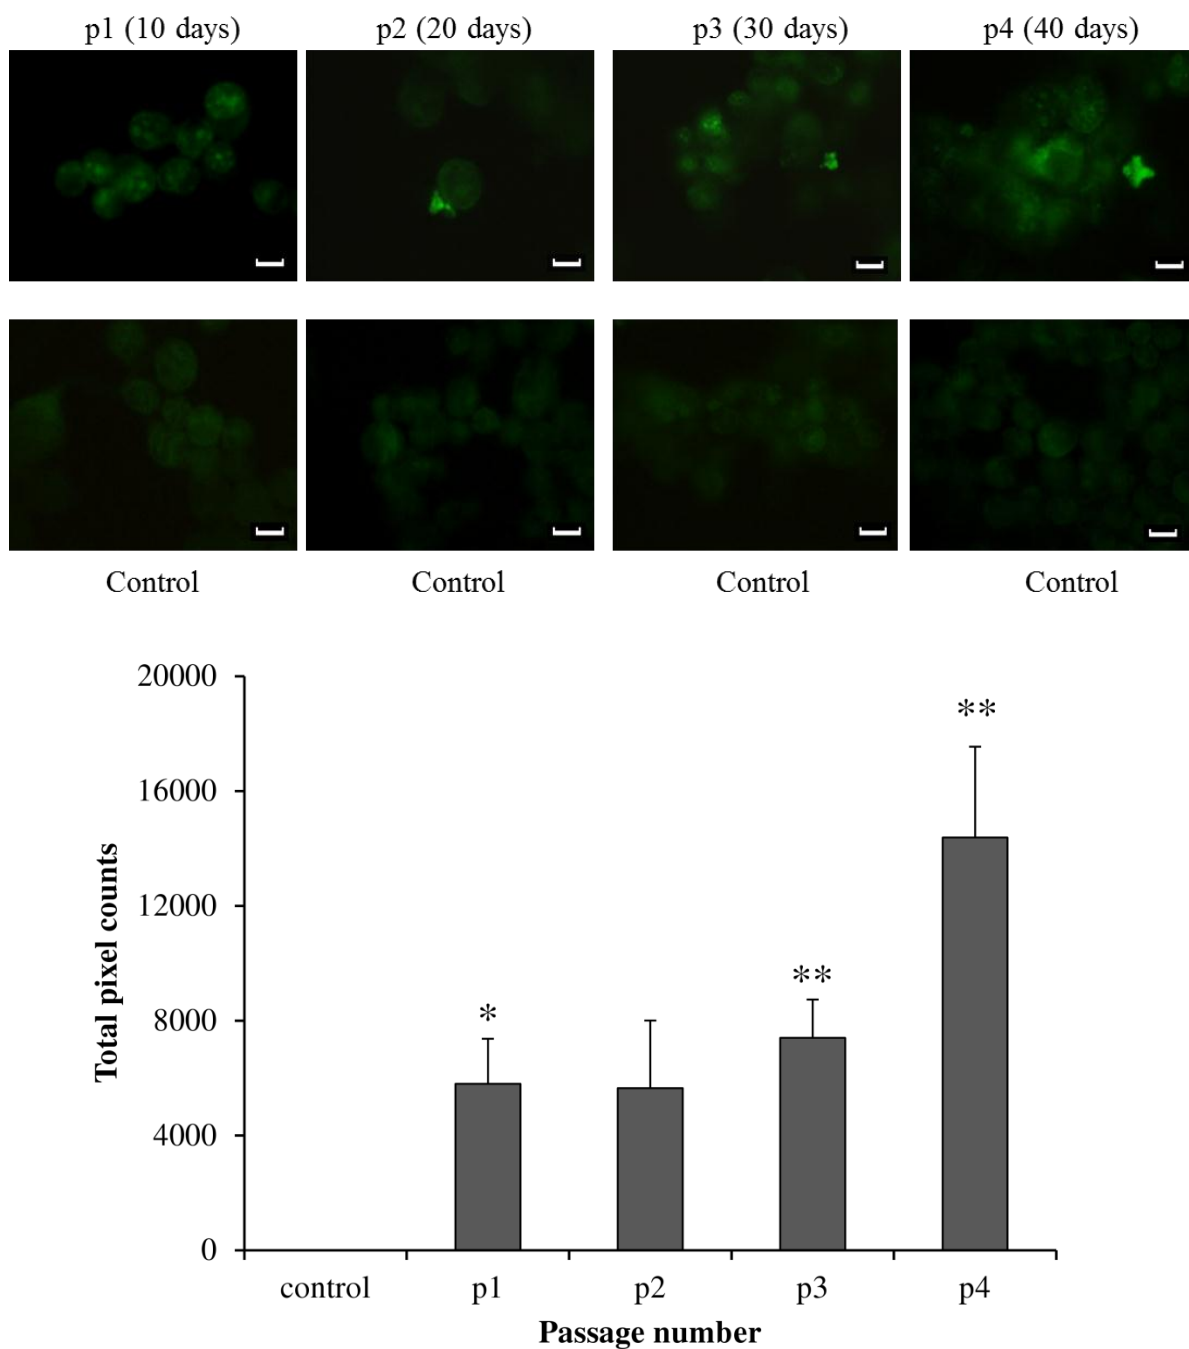 p1 (10 days) p2 (20 days) p3 (30 days) p4 (40 days)
Control Control Control Control
20000
**
16000
12000
**
8000
*
4000
0
Total pixel counts
control p1 p2 p3 p4
Passage number